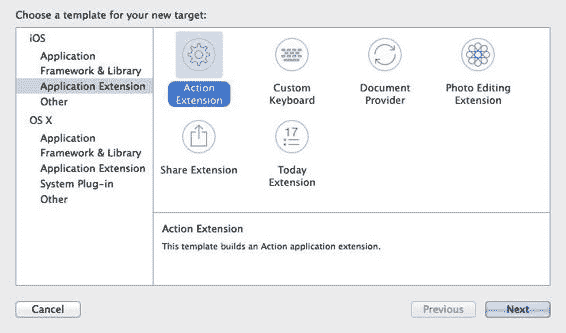 Choose a template for your new target:
iOS
Application
Framework & Library
Application Extension
Other
OS X
Application
Framework & Library
Application Extension
System Plug-in
Other
Action
Extension
Custom
Keyboard
Document
Provider
Photo Editing
Extension
17
Share Extension
Today
Extension
Action Extension
This template builds an Action application extension.
Cancel
Previous
Next